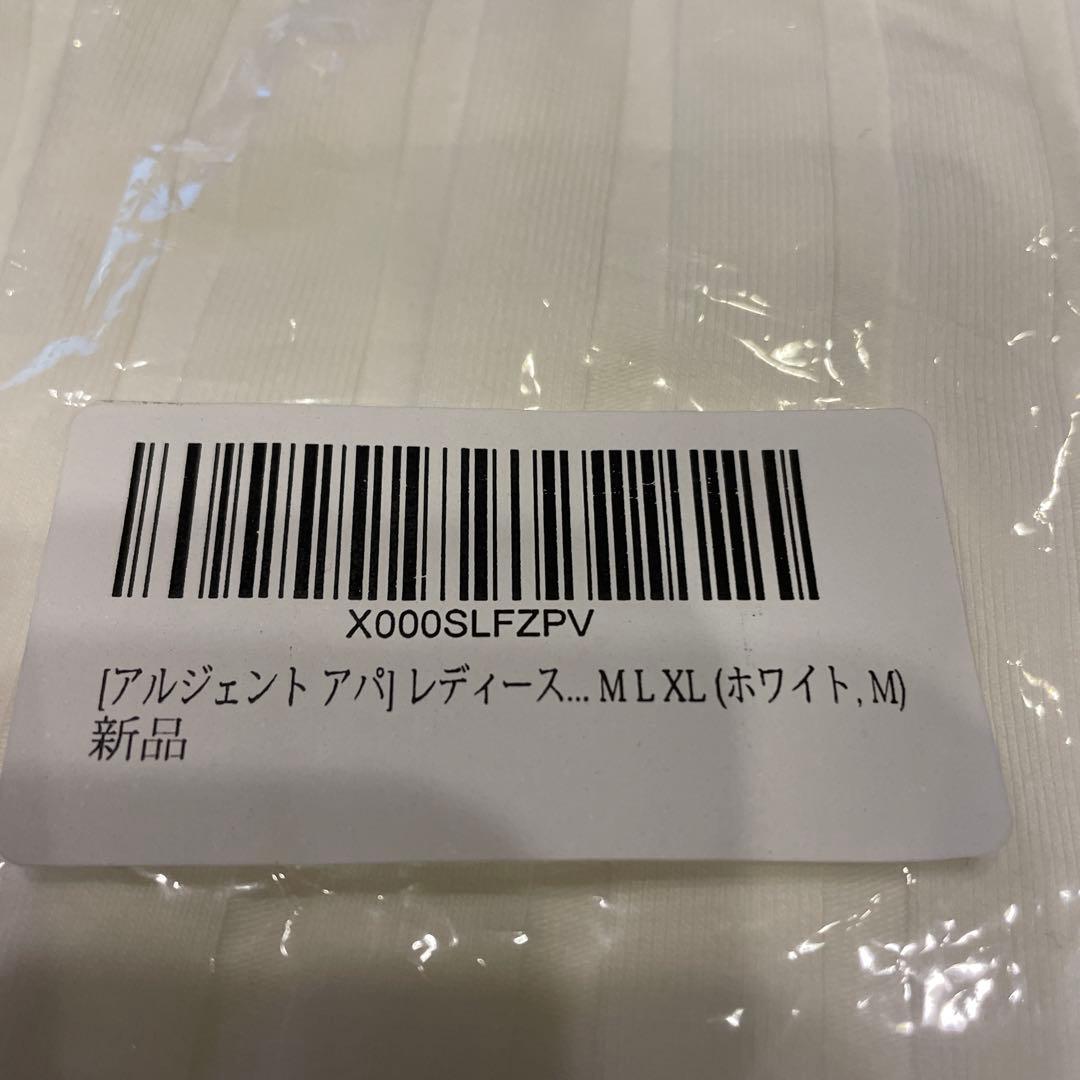 X000SLFZPV
[アルジェント アパ] レディース... M L XL (ホワイト, M)
新品